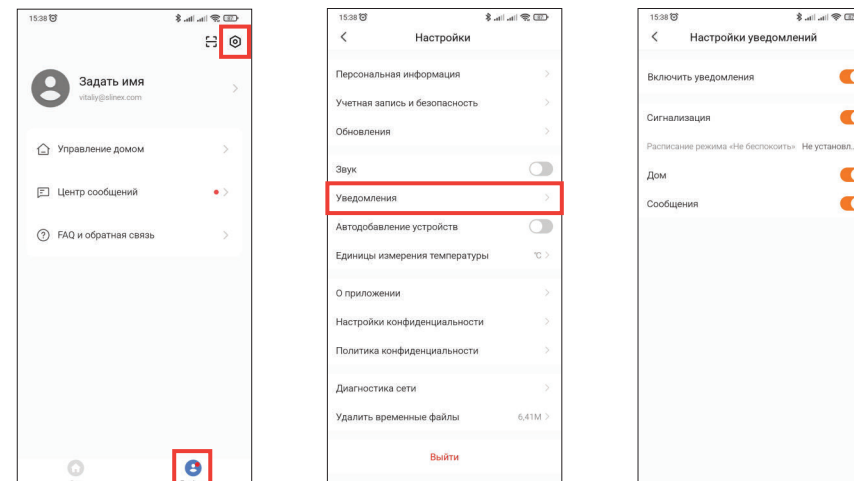 15:38
Задать имя
vitaliy@slinex.com
Управление домом
Центр сообщений
FAQ и обратная связь
15:38
Настройки
Персональная информация
Учетная запись и безопасность
Обновления
Звук
Уведомления
Автодобавление устройств
Единицы измерения температуры °C
О приложении
Настройки конфиденциальности
Политика конфиденциальности
Диагностика сети
Удалить временные файлы 6,41M
Выйти
15:38
Настройки уведомлений
Включить уведомления
Сигнализация
Расписание режима «Не беспокоить» Не установл..
Дом
Сообщения